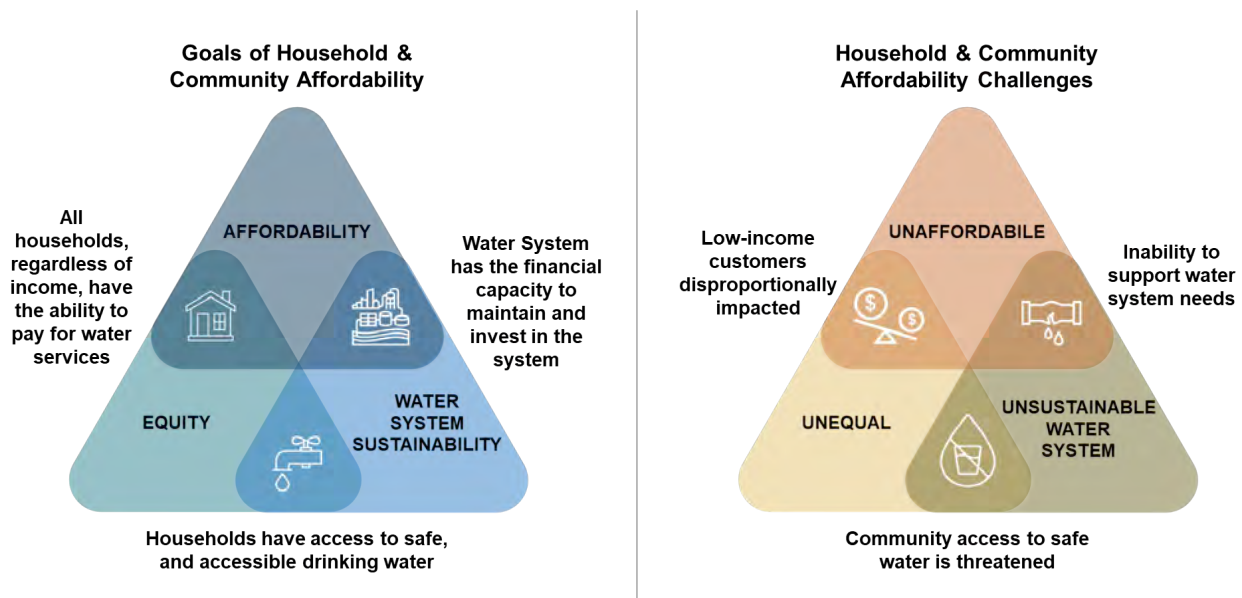 Goals of Household &
Community Affordability
All
households,
regardless of
income, have
the ability to
pay for water
services
AFFORDABILITY
Water System
has the financial
capacity to
maintain and
invest in the
system
EQUITY
WATER
SYSTEM
SUSTAINABILITY
Households have access to safe,
and accessible drinking water
Household & Community
Affordability Challenges
Low-income
customers
disproportionally
impacted
UNAFFORDABILE
Inability to
support water
system needs
$
$
UNEQUAL
UNSUSTAINABLE
WATER
SYSTEM
Community access to safe
water is threatened